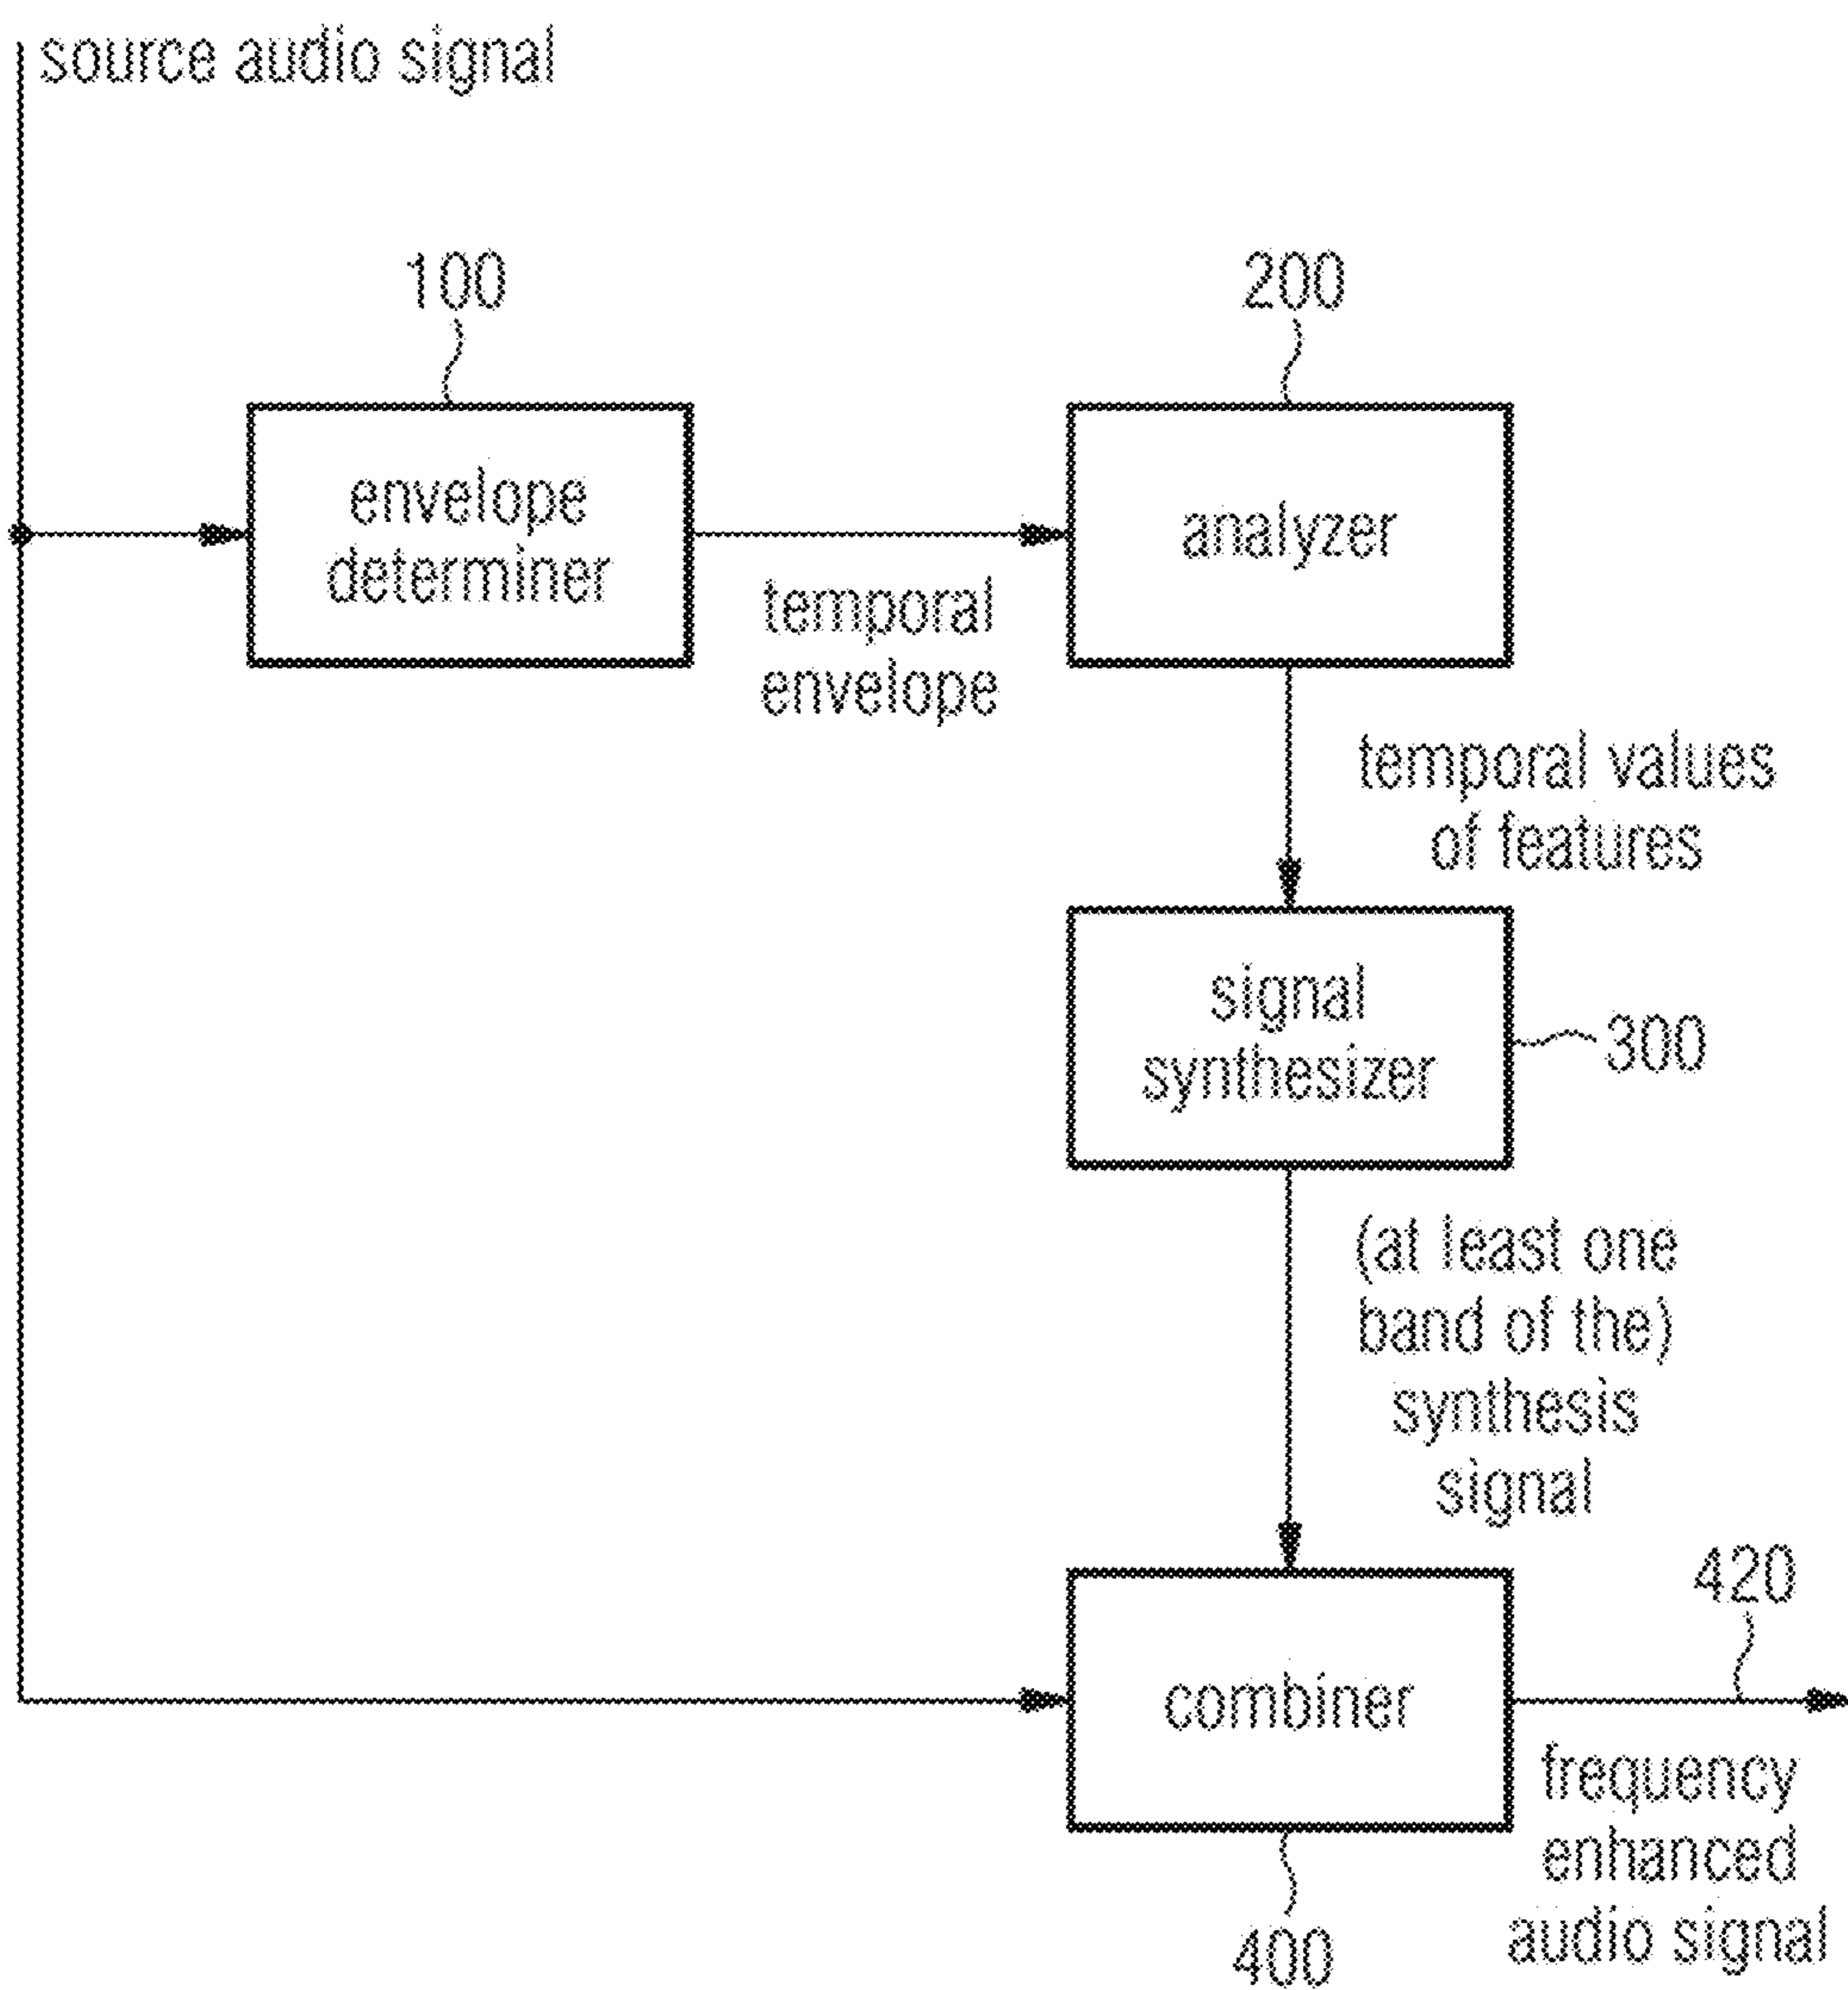 source audio signal
100
200
envelope
determiner
analyzer
temporal
envelope
temporal values
of features
signal
synthesizer
300
(at least one
band of the)
synthesis
signal
420
combiner
frequency
enhanced
audio signal
400